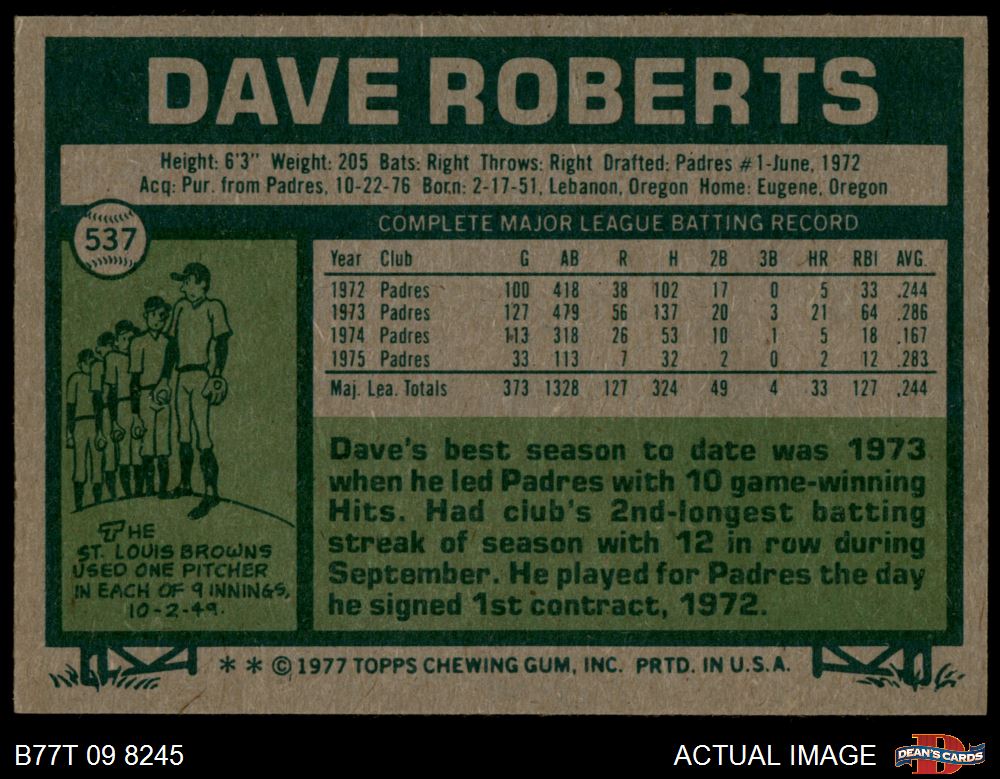 DAVE ROBERTS
Height: 6'3" Weight: 205 Bats: Right Throws: Right Drafted: Padres #1-June, 1972
Acq: Pur. from Padres, 10-22-76 Born: 2-17-51, Lebanon, Oregon Home: Eugene, Oregon
537
COMPLETE MAJOR LEAGUE BATTING RECORD
Year Club G AB R H 2B 3B HR RBI AVG.
1972 Padres 100 418 38 102 17 0 5 33 .244
1973 Padres 127 479 56 137 20 3 21 64 .286
1974 Padres 113 318 26 53 10 1 5 18 .167
1975 Padres 33 113 7 32 2 0 2 12 .283
Maj. Lea. Totals 373 1328 127 324 49 4 33 127 .244
THE
ST. LOUIS BROWNS
USED ONE PITCHER
IN EACH OF 9 INNINGS,
10-2-49.
Dave's best season to date was 1973
when he led Padres with 10 game-winning
Hits. Had club's 2nd-longest batting
streak of season with 12 in row during
September. He played for Padres the day
he signed 1st contract, 1972.
* * © 1977 TOPPS CHEWING GUM, INC. PRTD. IN U.S.A.
B77T 09 8245
ACTUAL IMAGE
DEAN'S CARDS